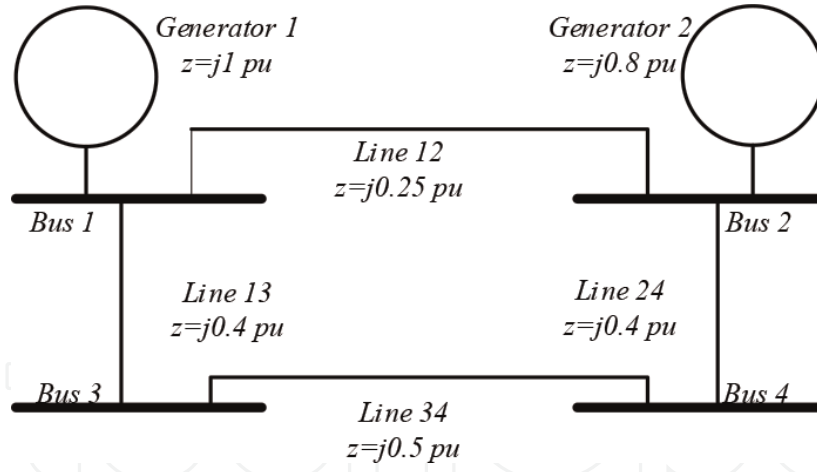 Generator 1
z=j1 pu
Generator 2
z=j0.8 pu
Line 12
z=j0.25 pu
Bus 1
Bus 2
Line 13
z=j0.4 pu
Line 24
z=j0.4 pu
Bus 3
Bus 4
Line 34
z=j0.5 pu